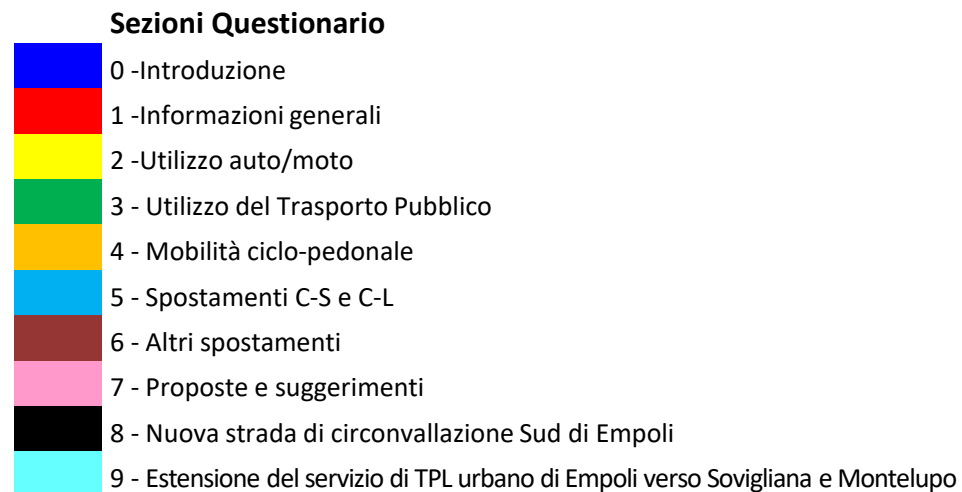 Sezioni Questionario
0 -Introduzione
1 -Informazioni generali
2 -Utilizzo auto/moto
3 - Utilizzo del Trasporto Pubblico
4 - Mobilità ciclo-pedonale
5 - Spostamenti C-S e C-L
6 - Altri spostamenti
7 - Proposte e suggerimenti
8 - Nuova strada di circonvallazione Sud di Empoli
9 - Estensione del servizio di TPL urbano di Empoli verso Sovigliana e Montelupo